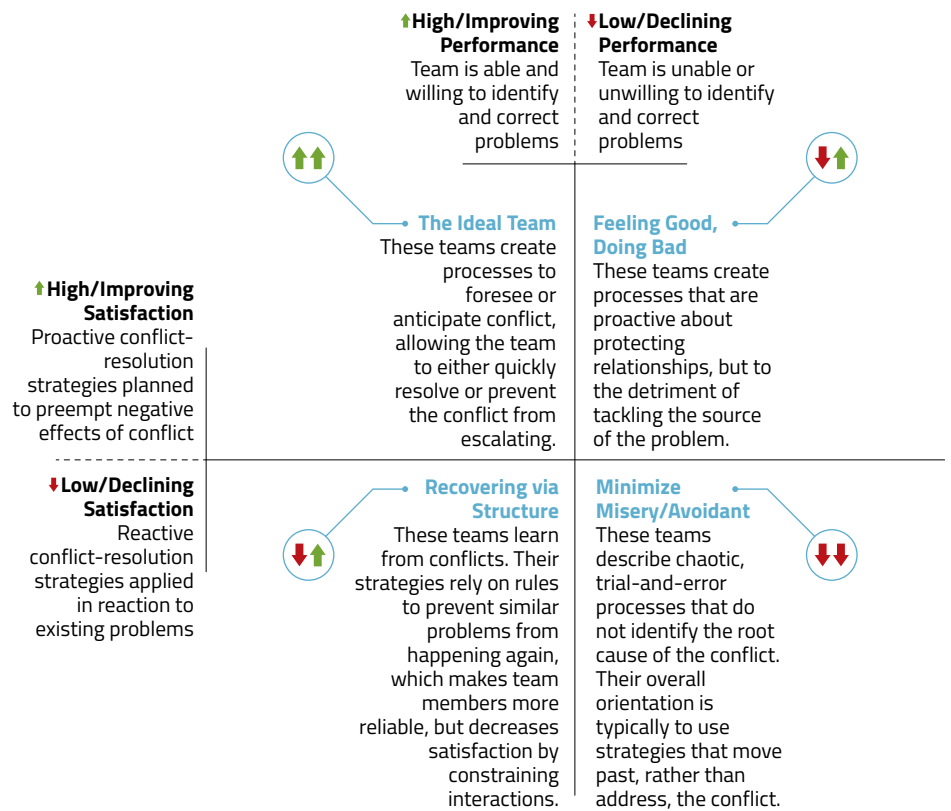 High/Improving
Performance
Team is able and
willing to identify
and correct
problems
Low/Declining
Performance
Team is unable or
unwilling to identify
and correct
problems
High/Improving
Satisfaction
Proactive conflict-
resolution
strategies planned
to preempt negative
effects of conflict
The Ideal Team
These teams create
processes to
foresee or
anticipate conflict,
allowing the team
to either quickly
resolve or prevent
the conflict from
escalating.
Feeling Good,
Doing Bad
These teams create
processes that are
proactive about
protecting
relationships, but to
the detriment of
tackling the source
of the problem.
Low/Declining
Satisfaction
Reactive
conflict-resolution
strategies applied
in reaction to
existing problems
Recovering via
Structure
These teams learn
from conflicts. Their
strategies rely on rules
to prevent similar
problems from
happening again,
which makes team
members more
reliable, but decreases
satisfaction by
constraining
interactions.
Minimize
Misery/Avoidant
These teams
describe chaotic,
trial-and-error
processes that do
not identify the root
cause of the conflict.
Their overall
orientation is
typically to use
strategies that move
past, rather than
address, the conflict.